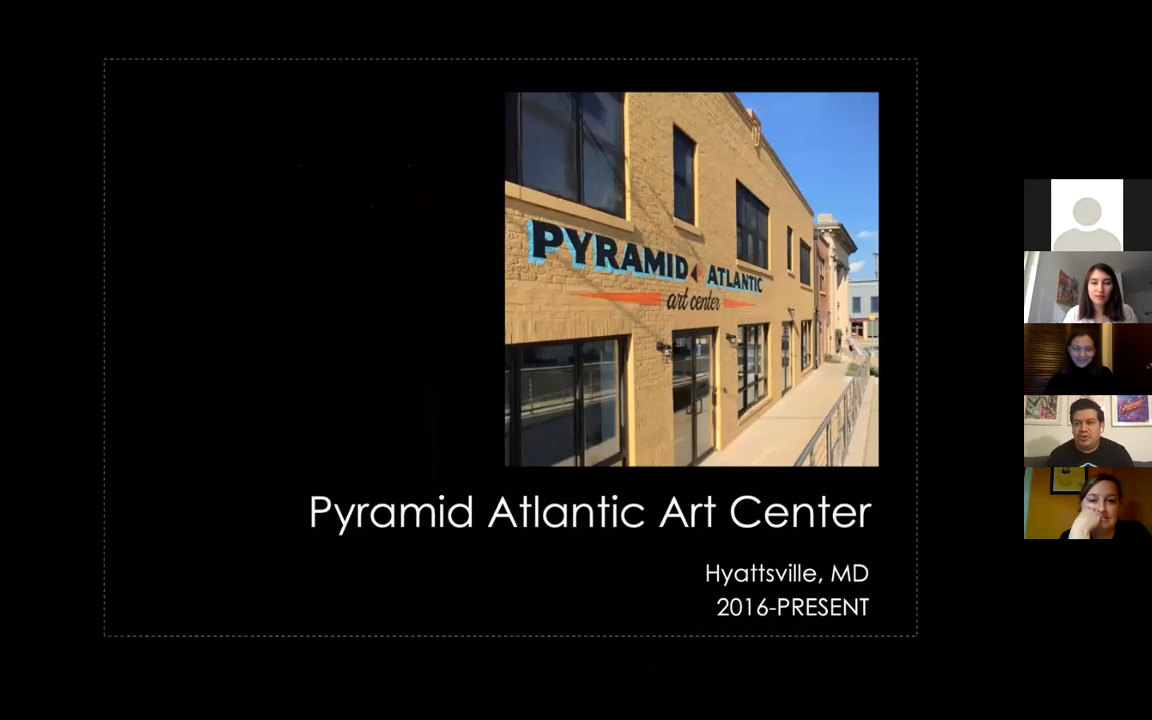 PYRAMID ATLANTIC
art center
Pyramid Atlantic Art Center
Hyattsville, MD
2016-PRESENT